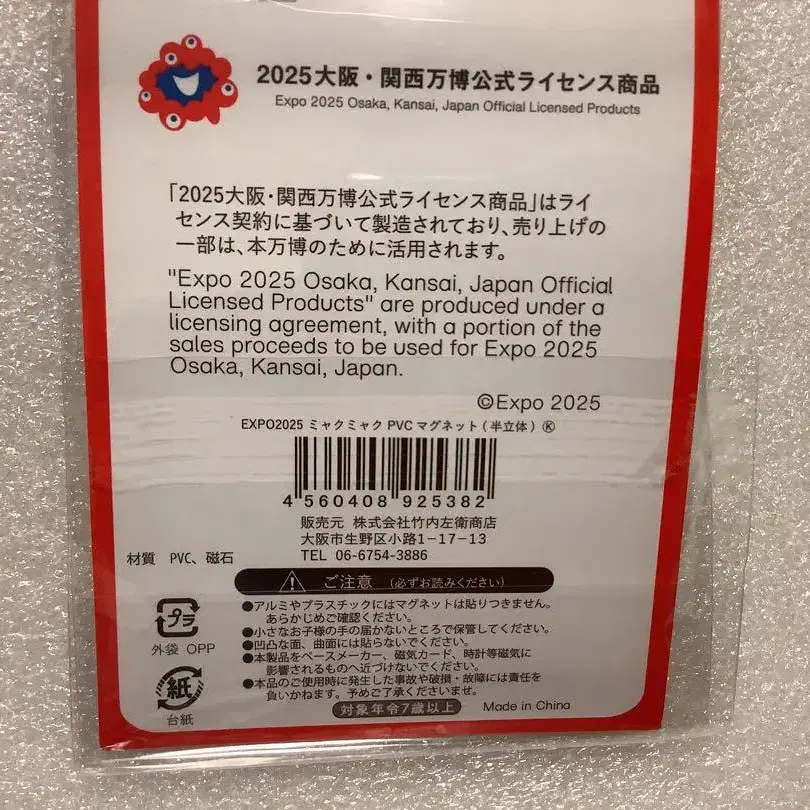 2025大阪・関西万博公式ライセンス商品
Expo 2025 Osaka, Kansai, Japan Official Licensed Products
「2025大阪・関西万博公式ライセンス商品」はライ
センス契約に基づいて製造されており、売り上げの
一部は、本万博のために活用されます。
"Expo 2025 Osaka, Kansai, Japan Official
Licensed Products" are produced under a
licensing agreement, with a portion of the
sales proceeds to be used for Expo 2025
Osaka, Kansai, Japan.
©Expo 2025
EXPO2025 ミャクミャク PVC マグネット(半立体) Ⓚ
4 560408 925382
販売元 株式会社竹内左衛商店
大阪市生野区小路1-17-13
材質 PVC、磁石
TEL 06-6754-3886
ご注意 (必ずお読みください)
●アルミやプラスチックにはマグネットは貼りつきません。
あらかじめご確認ください。
●小さなお子様の手の届かないところで保管してください。
●凹凸な面、曲面には貼らないでください。
●本製品をペースメーカー、磁気カード、時計等磁気に
影響されるものへ近づけないでください。
●本品のご使用時に発生した事故や破損・故障には責任を
負いかねます。予めご了承くださいませ。
プラ
外袋 OPP
紙
台紙
対象年令7歳以上
Made in China